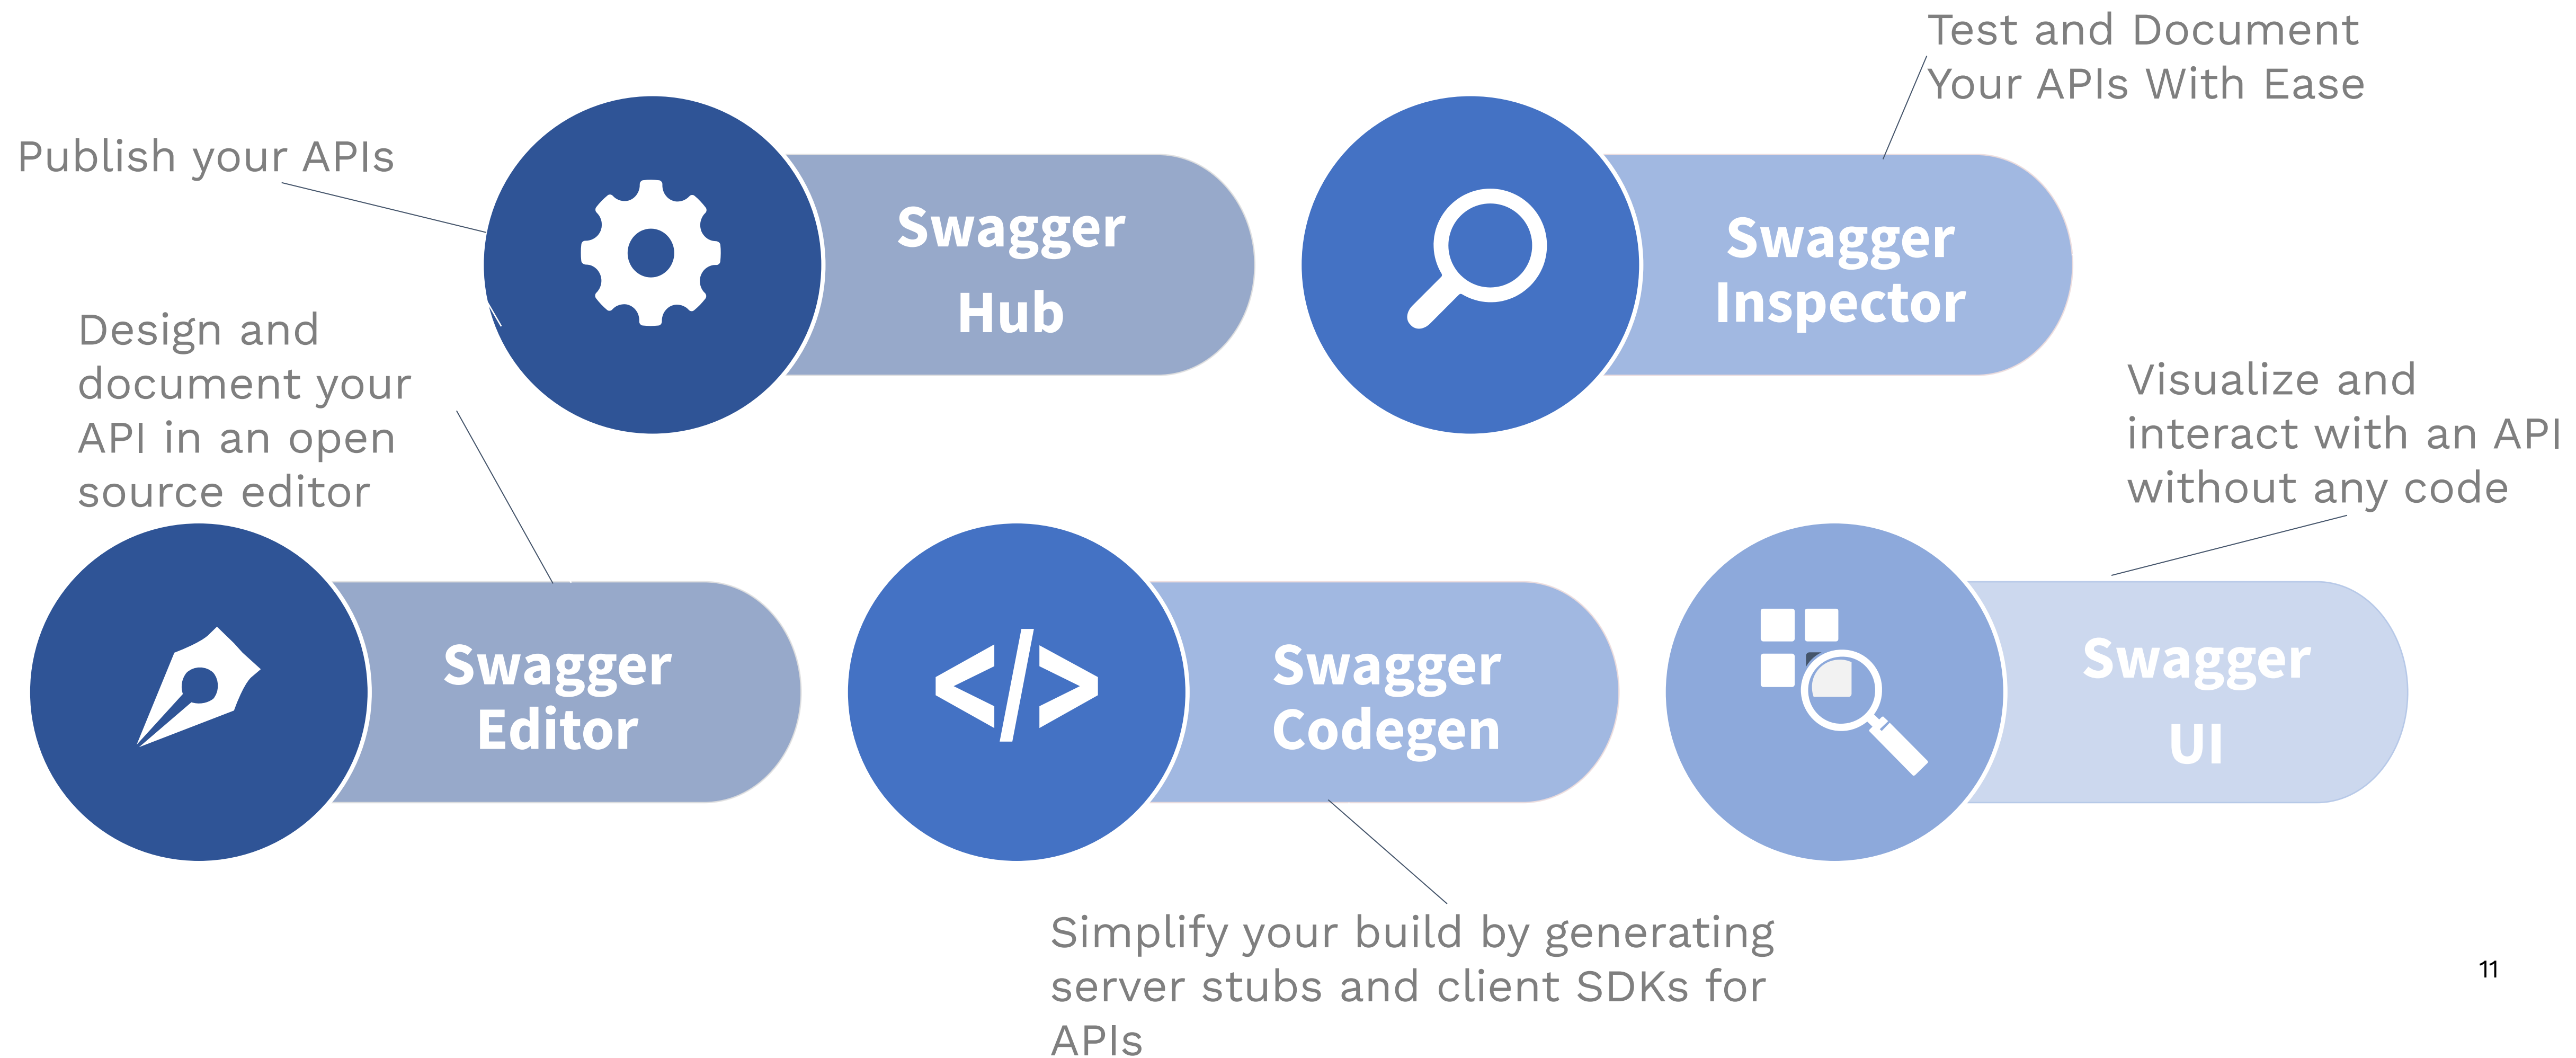 Test and Document
Your APIs With Ease
Publish your APIs
Swagger
Hub
Swagger
Inspector
Design and
document your
API in an open
source editor
Visualize and
interact with an API
without any code
Swagger
Editor
</>
Swagger
Codegen
Swagger
UI
Simplify your build by generating
server stubs and client SDKs for
APIs
11